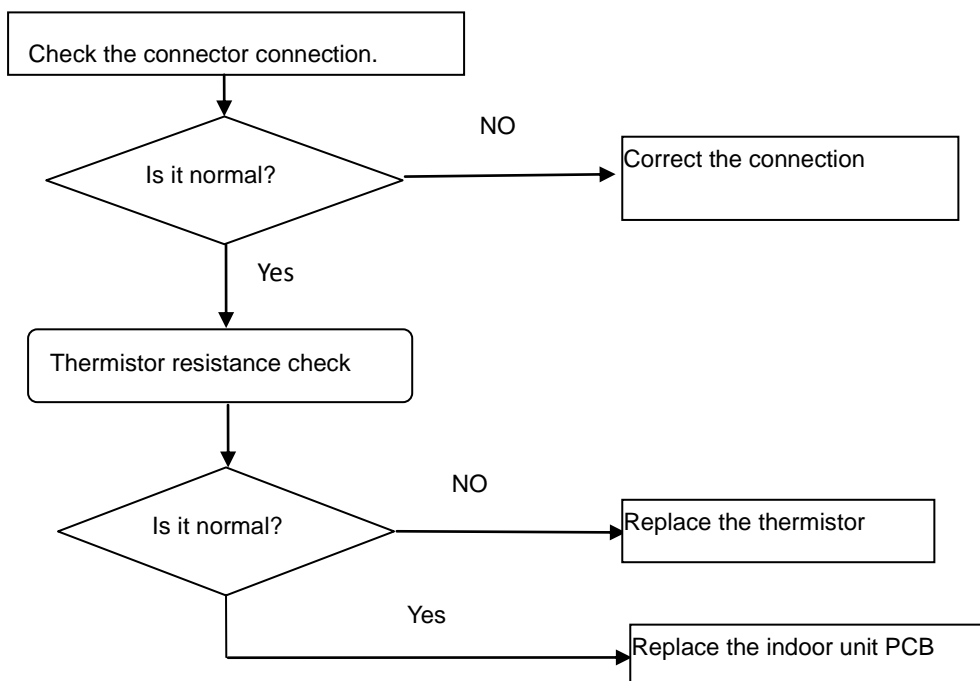 Check the connector connection.
NO
Is it normal?
Correct the connection
Yes
Thermistor resistance check
NO
Is it normal?
Replace the thermistor
Yes
Replace the indoor unit PCB